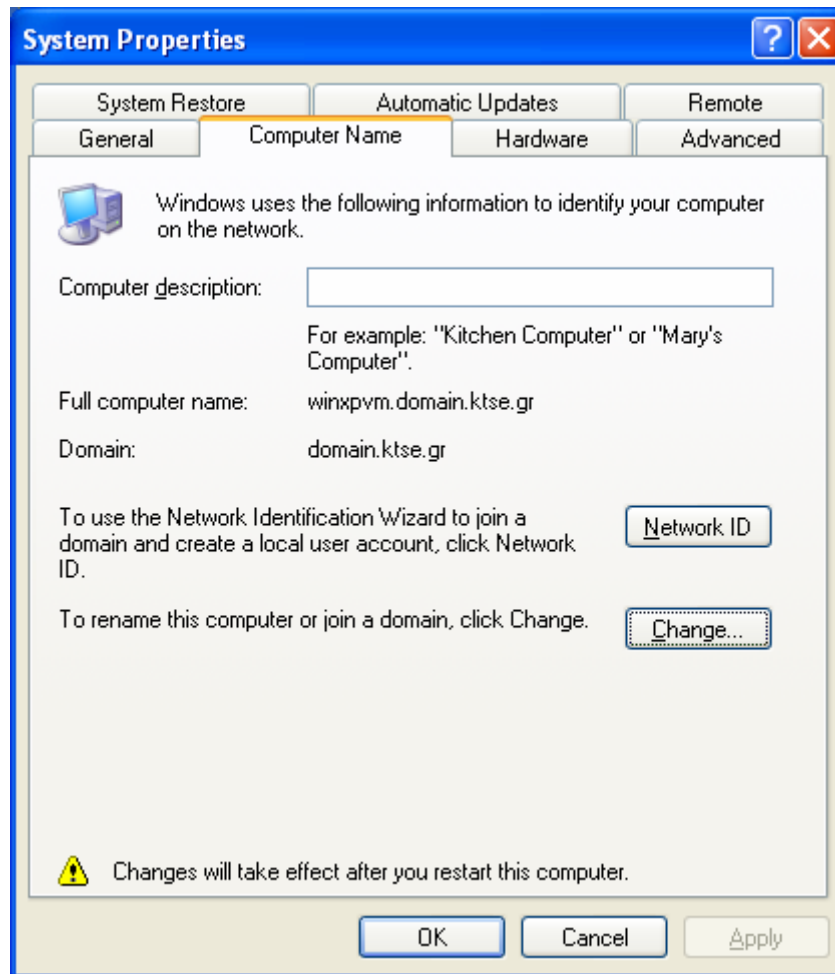 System Properties
System Restore
Automatic Updates
Remote
General
Computer Name
Hardware
Advanced
Windows uses the following information to identify your computer
on the network.
Computer description:
For example: "Kitchen Computer" or "Mary's
Computer".
Full computer name:
winxpvm.domain.ktse.gr
Domain:
domain.ktse.gr
To use the Network Identification Wizard to join a
domain and create a local user account, click Network
ID.
Network ID
To rename this computer or join a domain, click Change.
Change...
Changes will take effect after you restart this computer.
OK
Cancel
Apply